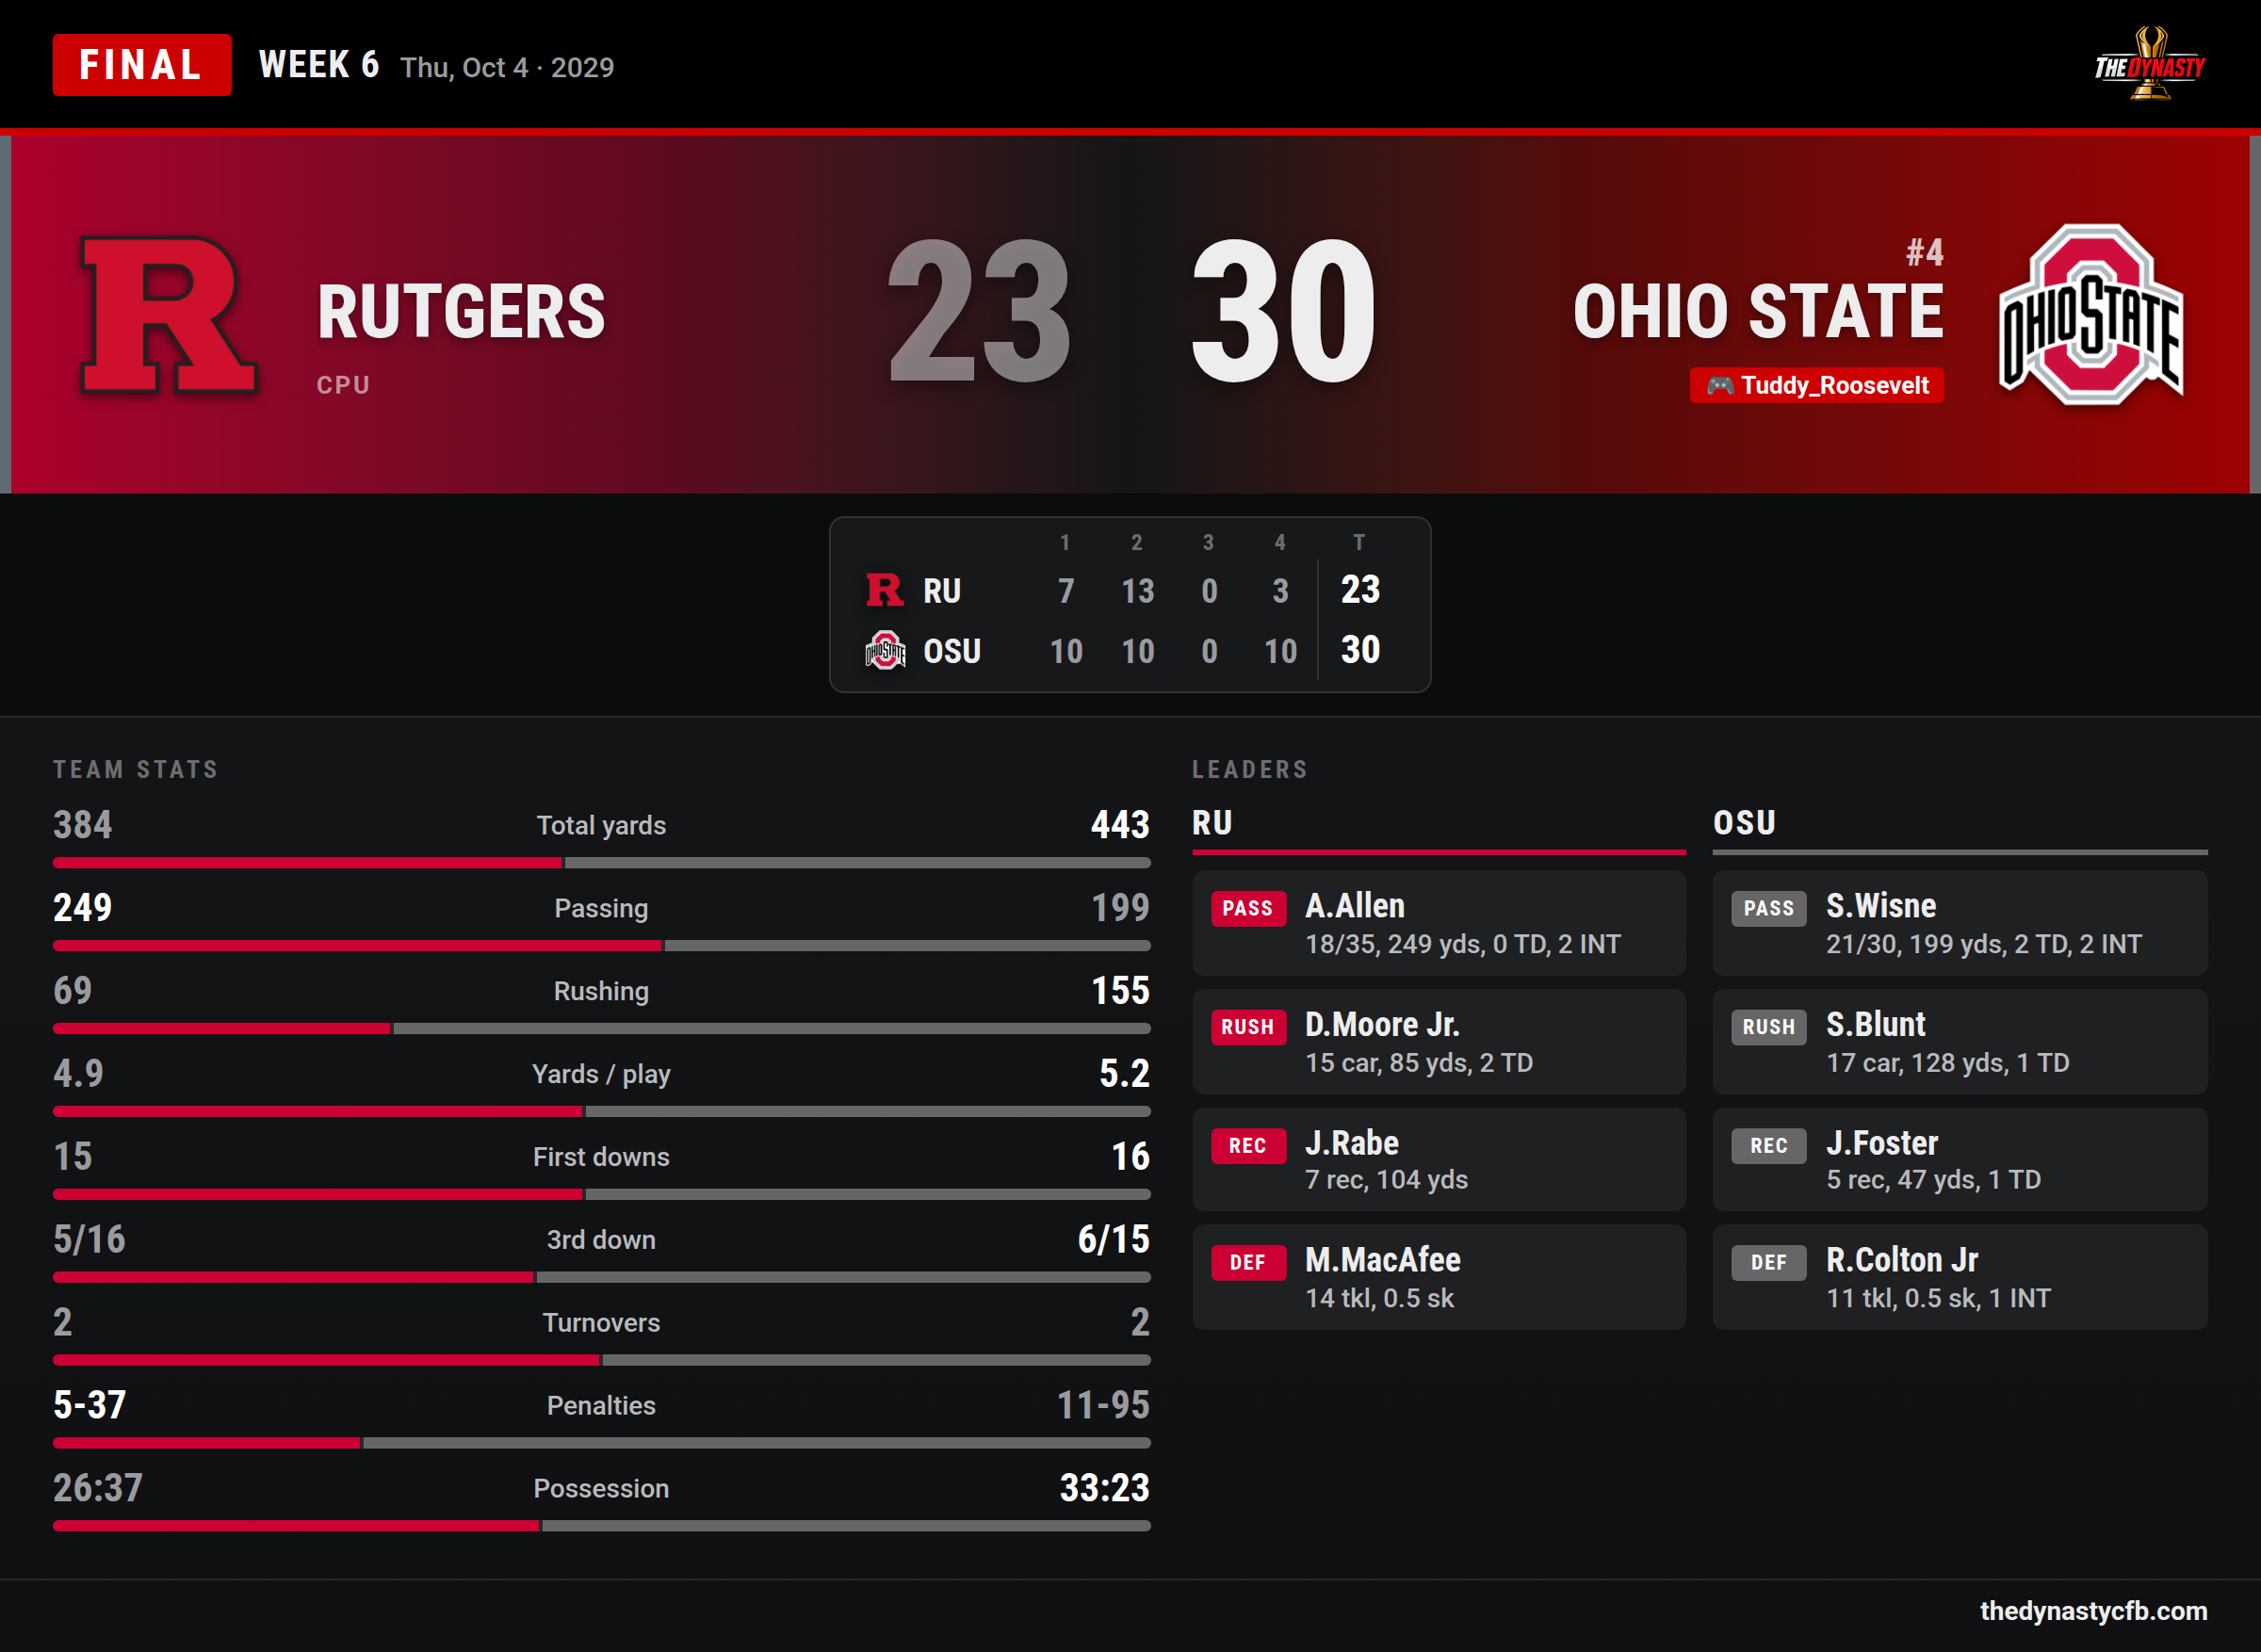 FINAL WEEK 6 Thu, Oct 4 · 2029
THE DYNASTY
R
RUTGERS
CPU
23 30
#4
OHIO STATE
🎮 Tuddy_Roosevelt
OHIO STATE
1 2 3 4 T
R RU 7 13 0 3 23
OHIO STATE OSU 10 10 0 10 30
TEAM STATS
384 Total yards 443
249 Passing 199
69 Rushing 155
4.9 Yards / play 5.2
15 First downs 16
5/16 3rd down 6/15
2 Turnovers 2
5-37 Penalties 11-95
26:37 Possession 33:23
LEADERS
RU
PASS A.Allen
18/35, 249 yds, 0 TD, 2 INT
RUSH D.Moore Jr.
15 car, 85 yds, 2 TD
REC J.Rabe
7 rec, 104 yds
DEF M.MacAfee
14 tkl, 0.5 sk
OSU
PASS S.Wisne
21/30, 199 yds, 2 TD, 2 INT
RUSH S.Blunt
17 car, 128 yds, 1 TD
REC J.Foster
5 rec, 47 yds, 1 TD
DEF R.Colton Jr
11 tkl, 0.5 sk, 1 INT
thedynastycfb.com